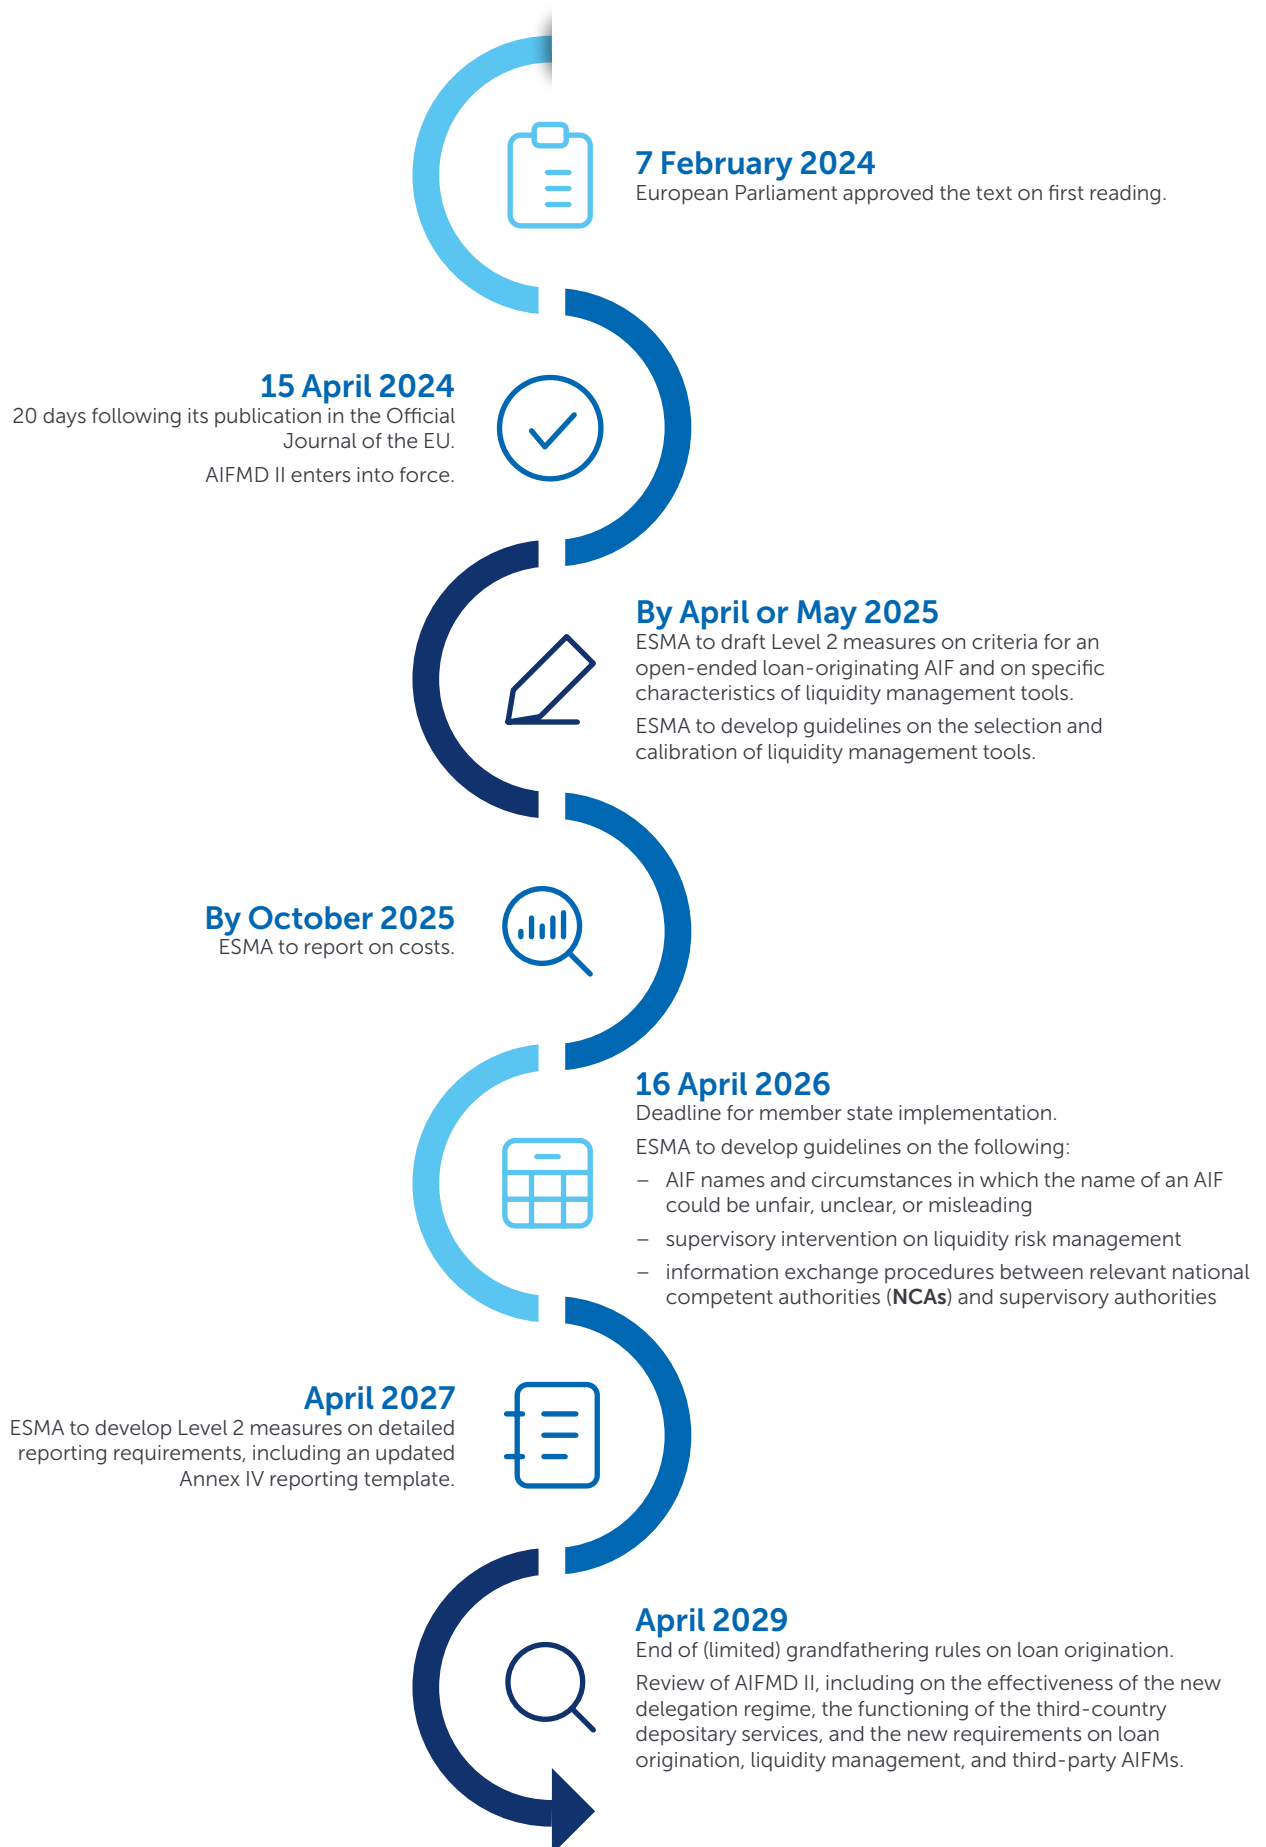 7 February 2024
European Parliament approved the text on first reading.
15 April 2024
20 days following its publication in the Official
Journal of the EU.
AIFMD II enters into force.
By April or May 2025
ESMA to draft Level 2 measures on criteria for an
open-ended loan-originating AIF and on specific
characteristics of liquidity management tools.
ESMA to develop guidelines on the selection and
calibration of liquidity management tools.
By October 2025
ESMA to report on costs.
16 April 2026
Deadline for member state implementation.
ESMA to develop guidelines on the following:
– AIF names and circumstances in which the name of an AIF
could be unfair, unclear, or misleading
– supervisory intervention on liquidity risk management
– information exchange procedures between relevant national
competent authorities (NCAs) and supervisory authorities
April 2027
ESMA to develop Level 2 measures on detailed
reporting requirements, including an updated
Annex IV reporting template.
April 2029
End of (limited) grandfathering rules on loan origination.
Review of AIFMD II, including on the effectiveness of the new
delegation regime, the functioning of the third-country
depositary services, and the new requirements on loan
origination, liquidity management, and third-party AIFMs.